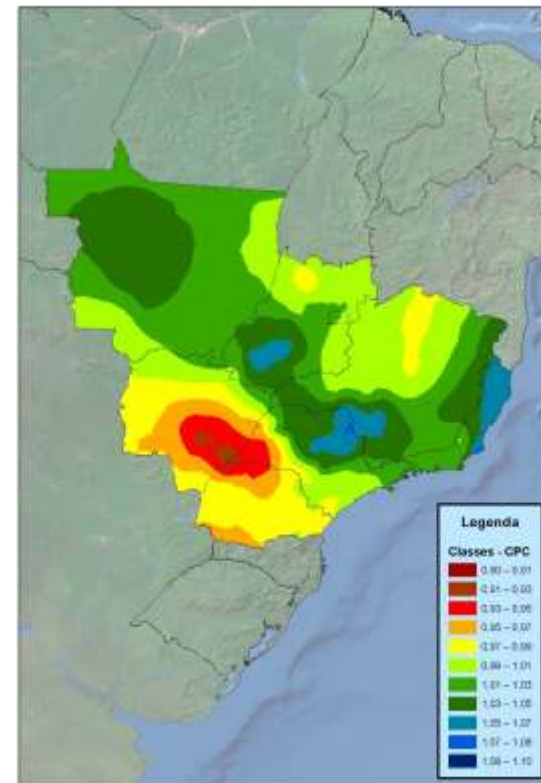 Legenda
Classes - CPC
0.90 – 0.91
0.91 – 0.93
0.93 – 0.95
0.95 – 0.97
0.97 – 0.99
0.99 – 1.01
1.01 – 1.03
1.03 – 1.05
1.05 – 1.07
1.07 – 1.08
1.08 – 1.10